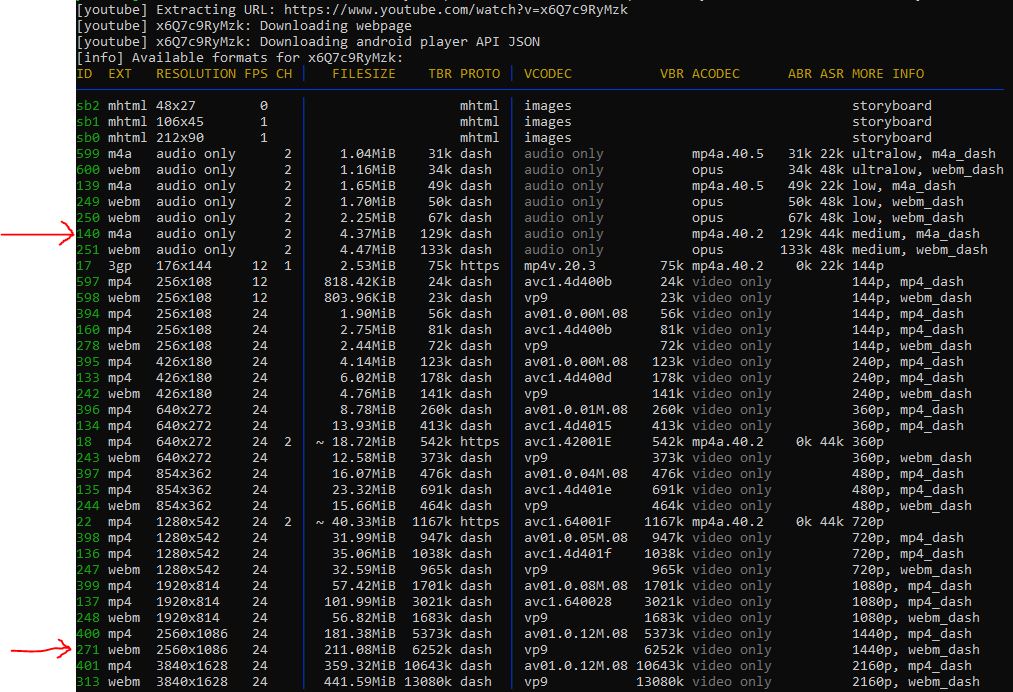 [youtube] Extracting URL: https://www.youtube.com/watch?v=x6Q7c9RyMzk
[youtube] x6Q7c9RyMzk: Downloading webpage
[youtube] x6Q7c9RyMzk: Downloading android player API JSON
[info] Available formats for x6Q7c9RyMzk:
ID EXT RESOLUTION FPS CH | FILESIZE TBR PROTO | VCODEC VBR ACODEC ABR ASR MORE INFO
sb2 mhtml 48x27 0 | mhtml | images storyboard
sb1 mhtml 106x45 1 | mhtml | images storyboard
sb0 mhtml 212x90 1 | mhtml | images storyboard
599 m4a audio only 2 | 1.04MiB 31k dash | audio only mp4a.40.5 31k 22k ultralow, m4a_dash
600 webm audio only 2 | 1.16MiB 34k dash | audio only opus 34k 48k ultralow, webm_dash
139 m4a audio only 2 | 1.65MiB 49k dash | audio only mp4a.40.5 49k 22k low, m4a_dash
249 webm audio only 2 | 1.70MiB 50k dash | audio only opus 50k 48k low, webm_dash
250 webm audio only 2 | 2.25MiB 67k dash | audio only opus 67k 48k low, webm_dash
140 m4a audio only 2 | 4.37MiB 129k dash | audio only mp4a.40.2 129k 44k medium, m4a_dash
251 webm audio only 2 | 4.47MiB 133k dash | audio only opus 133k 48k medium, webm_dash
17 3gp 176x144 12 1 | 2.53MiB 75k https | mp4v.20.3 75k mp4a.40.2 0k 22k 144p
597 mp4 256x108 12 | 818.42KiB 24k dash | avc1.4d400b 24k video only 144p, mp4_dash
598 webm 256x108 12 | 803.96KiB 23k dash | vp9 23k video only 144p, webm_dash
394 mp4 256x108 24 | 1.90MiB 56k dash | av01.0.00M.08 56k video only 144p, mp4_dash
160 mp4 256x108 24 | 2.75MiB 81k dash | avc1.4d400b 81k video only 144p, mp4_dash
278 webm 256x108 24 | 2.44MiB 72k dash | vp9 72k video only 144p, webm_dash
395 mp4 426x180 24 | 4.14MiB 123k dash | av01.0.00M.08 123k video only 240p, mp4_dash
133 mp4 426x180 24 | 6.02MiB 178k dash | avc1.4d400d 178k video only 240p, mp4_dash
242 webm 426x180 24 | 4.76MiB 141k dash | vp9 141k video only 240p, webm_dash
396 mp4 640x272 24 | 8.78MiB 260k dash | av01.0.01M.08 260k video only 360p, mp4_dash
134 mp4 640x272 24 | 13.93MiB 413k dash | avc1.4d4015 413k video only 360p, mp4_dash
18 mp4 640x272 24 2 | ~ 18.72MiB 542k https | avc1.42001E 542k mp4a.40.2 0k 44k 360p
243 webm 640x272 24 | 12.58MiB 373k dash | vp9 373k video only 360p, webm_dash
397 mp4 854x362 24 | 16.07MiB 476k dash | av01.0.04M.08 476k video only 480p, mp4_dash
135 mp4 854x362 24 | 23.32MiB 691k dash | avc1.4d401e 691k video only 480p, mp4_dash
244 webm 854x362 24 | 15.66MiB 464k dash | vp9 464k video only 480p, webm_dash
22 mp4 1280x542 24 2 | ~ 40.33MiB 1167k https | avc1.64001F 1167k mp4a.40.2 0k 44k 720p
398 mp4 1280x542 24 | 31.99MiB 947k dash | av01.0.05M.08 947k video only 720p, mp4_dash
136 mp4 1280x542 24 | 35.06MiB 1038k dash | avc1.4d401f 1038k video only 720p, mp4_dash
247 webm 1280x542 24 | 32.59MiB 965k dash | vp9 965k video only 720p, webm_dash
399 mp4 1920x814 24 | 57.42MiB 1701k dash | av01.0.08M.08 1701k video only 1080p, mp4_dash
137 mp4 1920x814 24 | 101.99MiB 3021k dash | avc1.640028 3021k video only 1080p, mp4_dash
248 webm 1920x814 24 | 56.82MiB 1683k dash | vp9 1683k video only 1080p, webm_dash
400 mp4 2560x1086 24 | 181.38MiB 5373k dash | av01.0.12M.08 5373k video only 1440p, mp4_dash
271 webm 2560x1086 24 | 211.08MiB 6252k dash | vp9 6252k video only 1440p, webm_dash
401 mp4 3840x1628 24 | 359.32MiB 10643k dash | av01.0.12M.08 10643k video only 2160p, mp4_dash
313 webm 3840x1628 24 | 441.59MiB 13080k dash | vp9 13080k video only 2160p, webm_dash